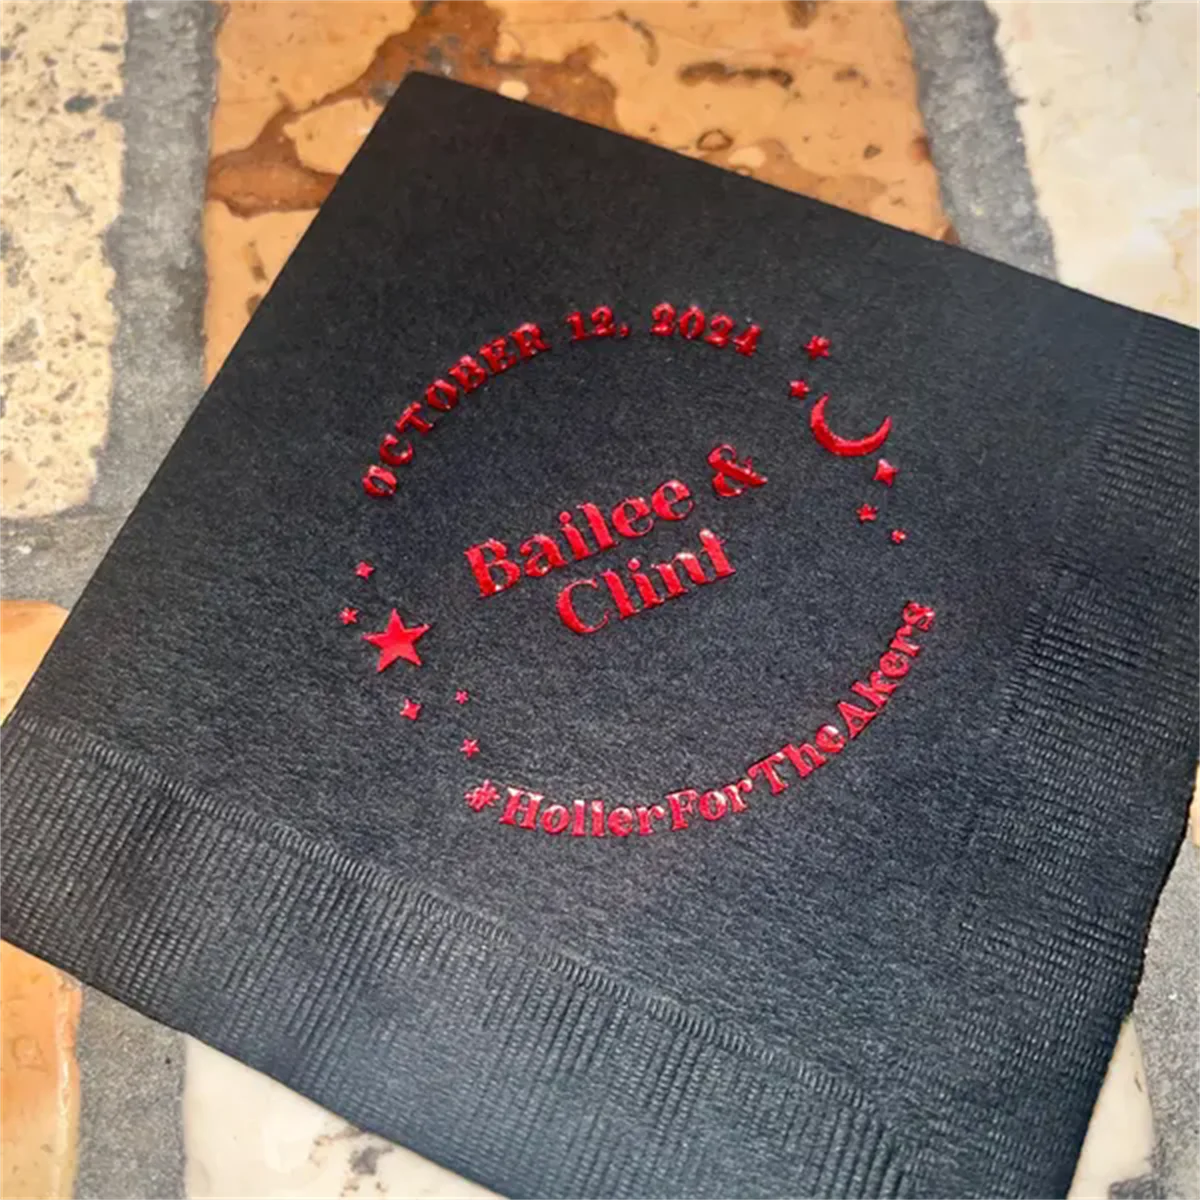 OCTOBER 12, 2024
Bailee &
Clint
#HollerForTheAkers